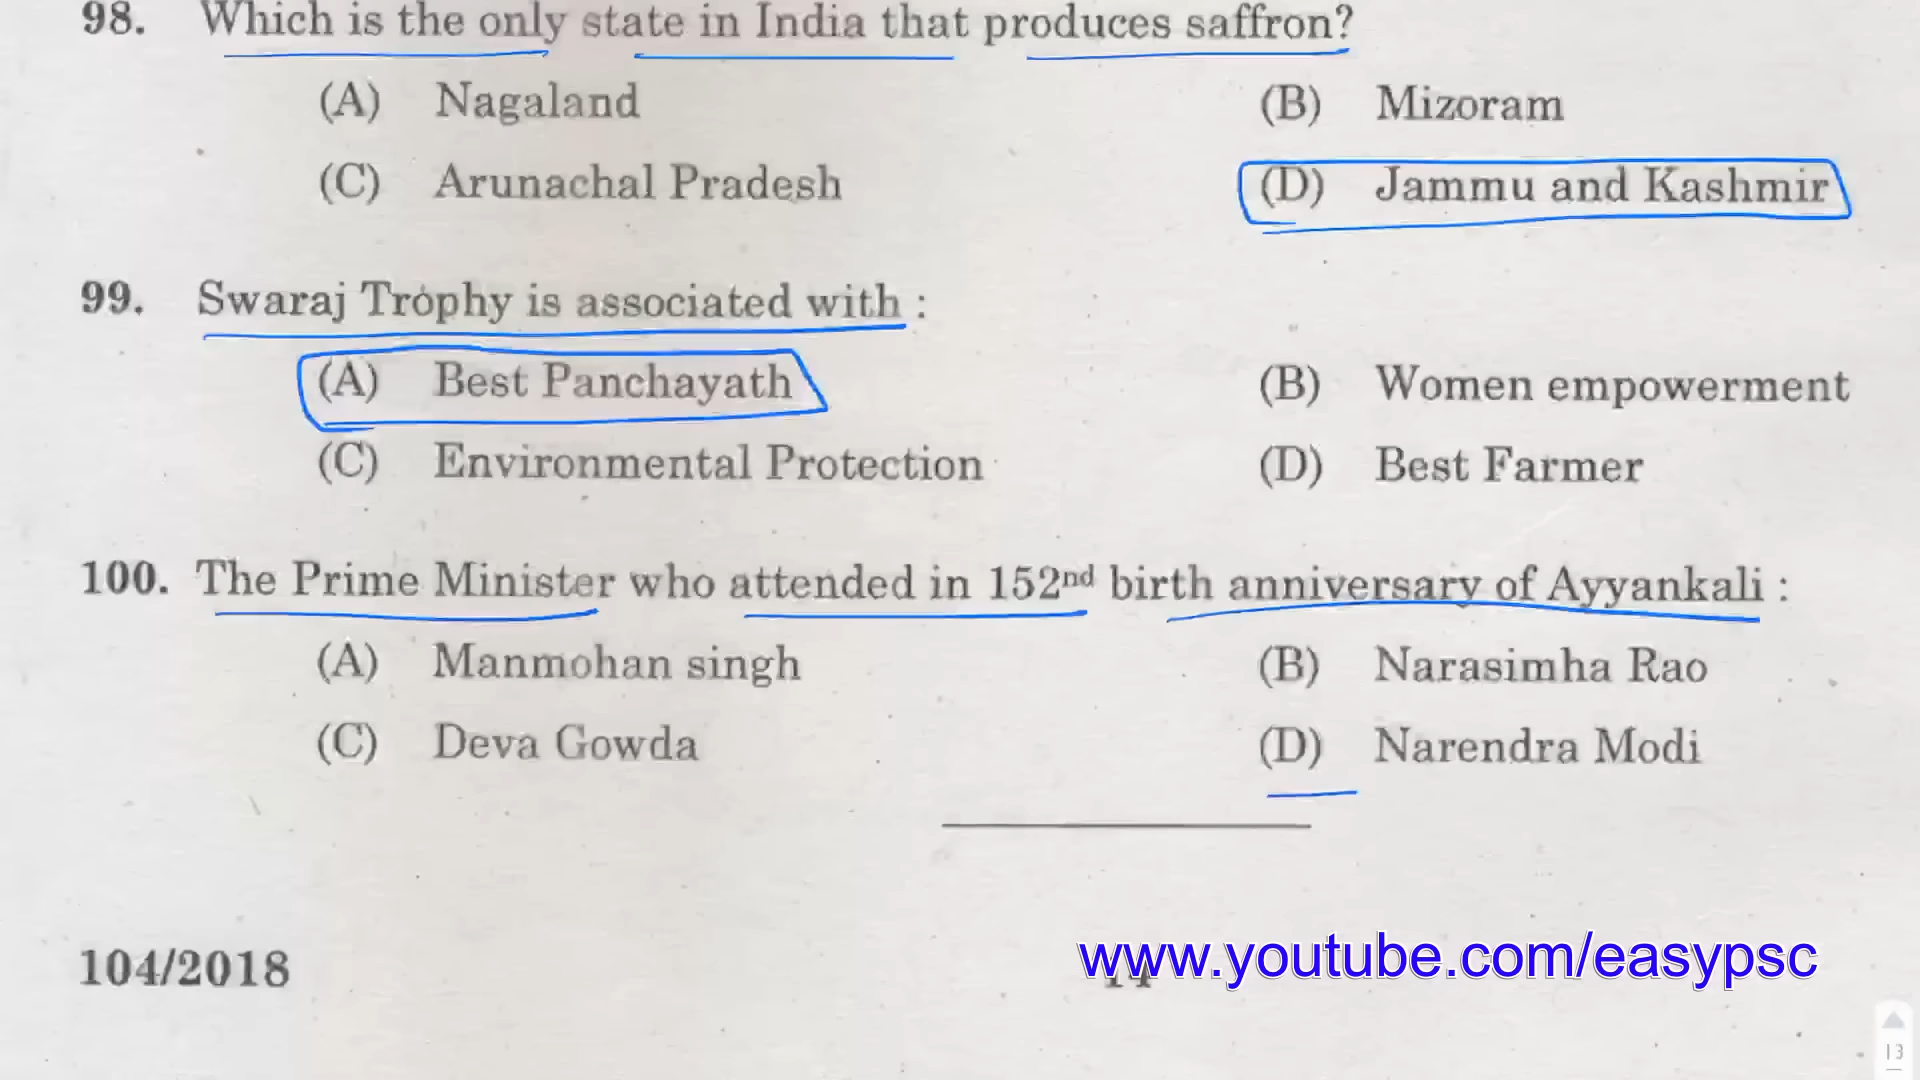 98. Which is the only state in India that produces saffron?
(A) Nagaland (B) Mizoram
(C) Arunachal Pradesh (D) Jammu and Kashmir
99. Swaraj Trophy is associated with :
(A) Best Panchayath (B) Women empowerment
(C) Environmental Protection (D) Best Farmer
100. The Prime Minister who attended in 152nd birth anniversary of Ayyankali :
(A) Manmohan singh (B) Narasimha Rao
(C) Deva Gowda (D) Narendra Modi
104/2018 14 www.youtube.com/easypsc
13